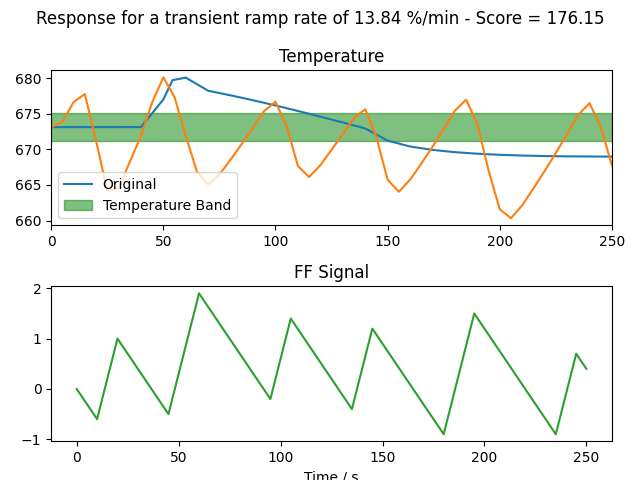 Response for a transient ramp rate of 13.84 %/min - Score = 176.15
Temperature
680
675
670
665
660
Original
Temperature Band
0 50 100 150 200 250
FF Signal
2
1
0
−1
0 50 100 150 200 250
Time / s